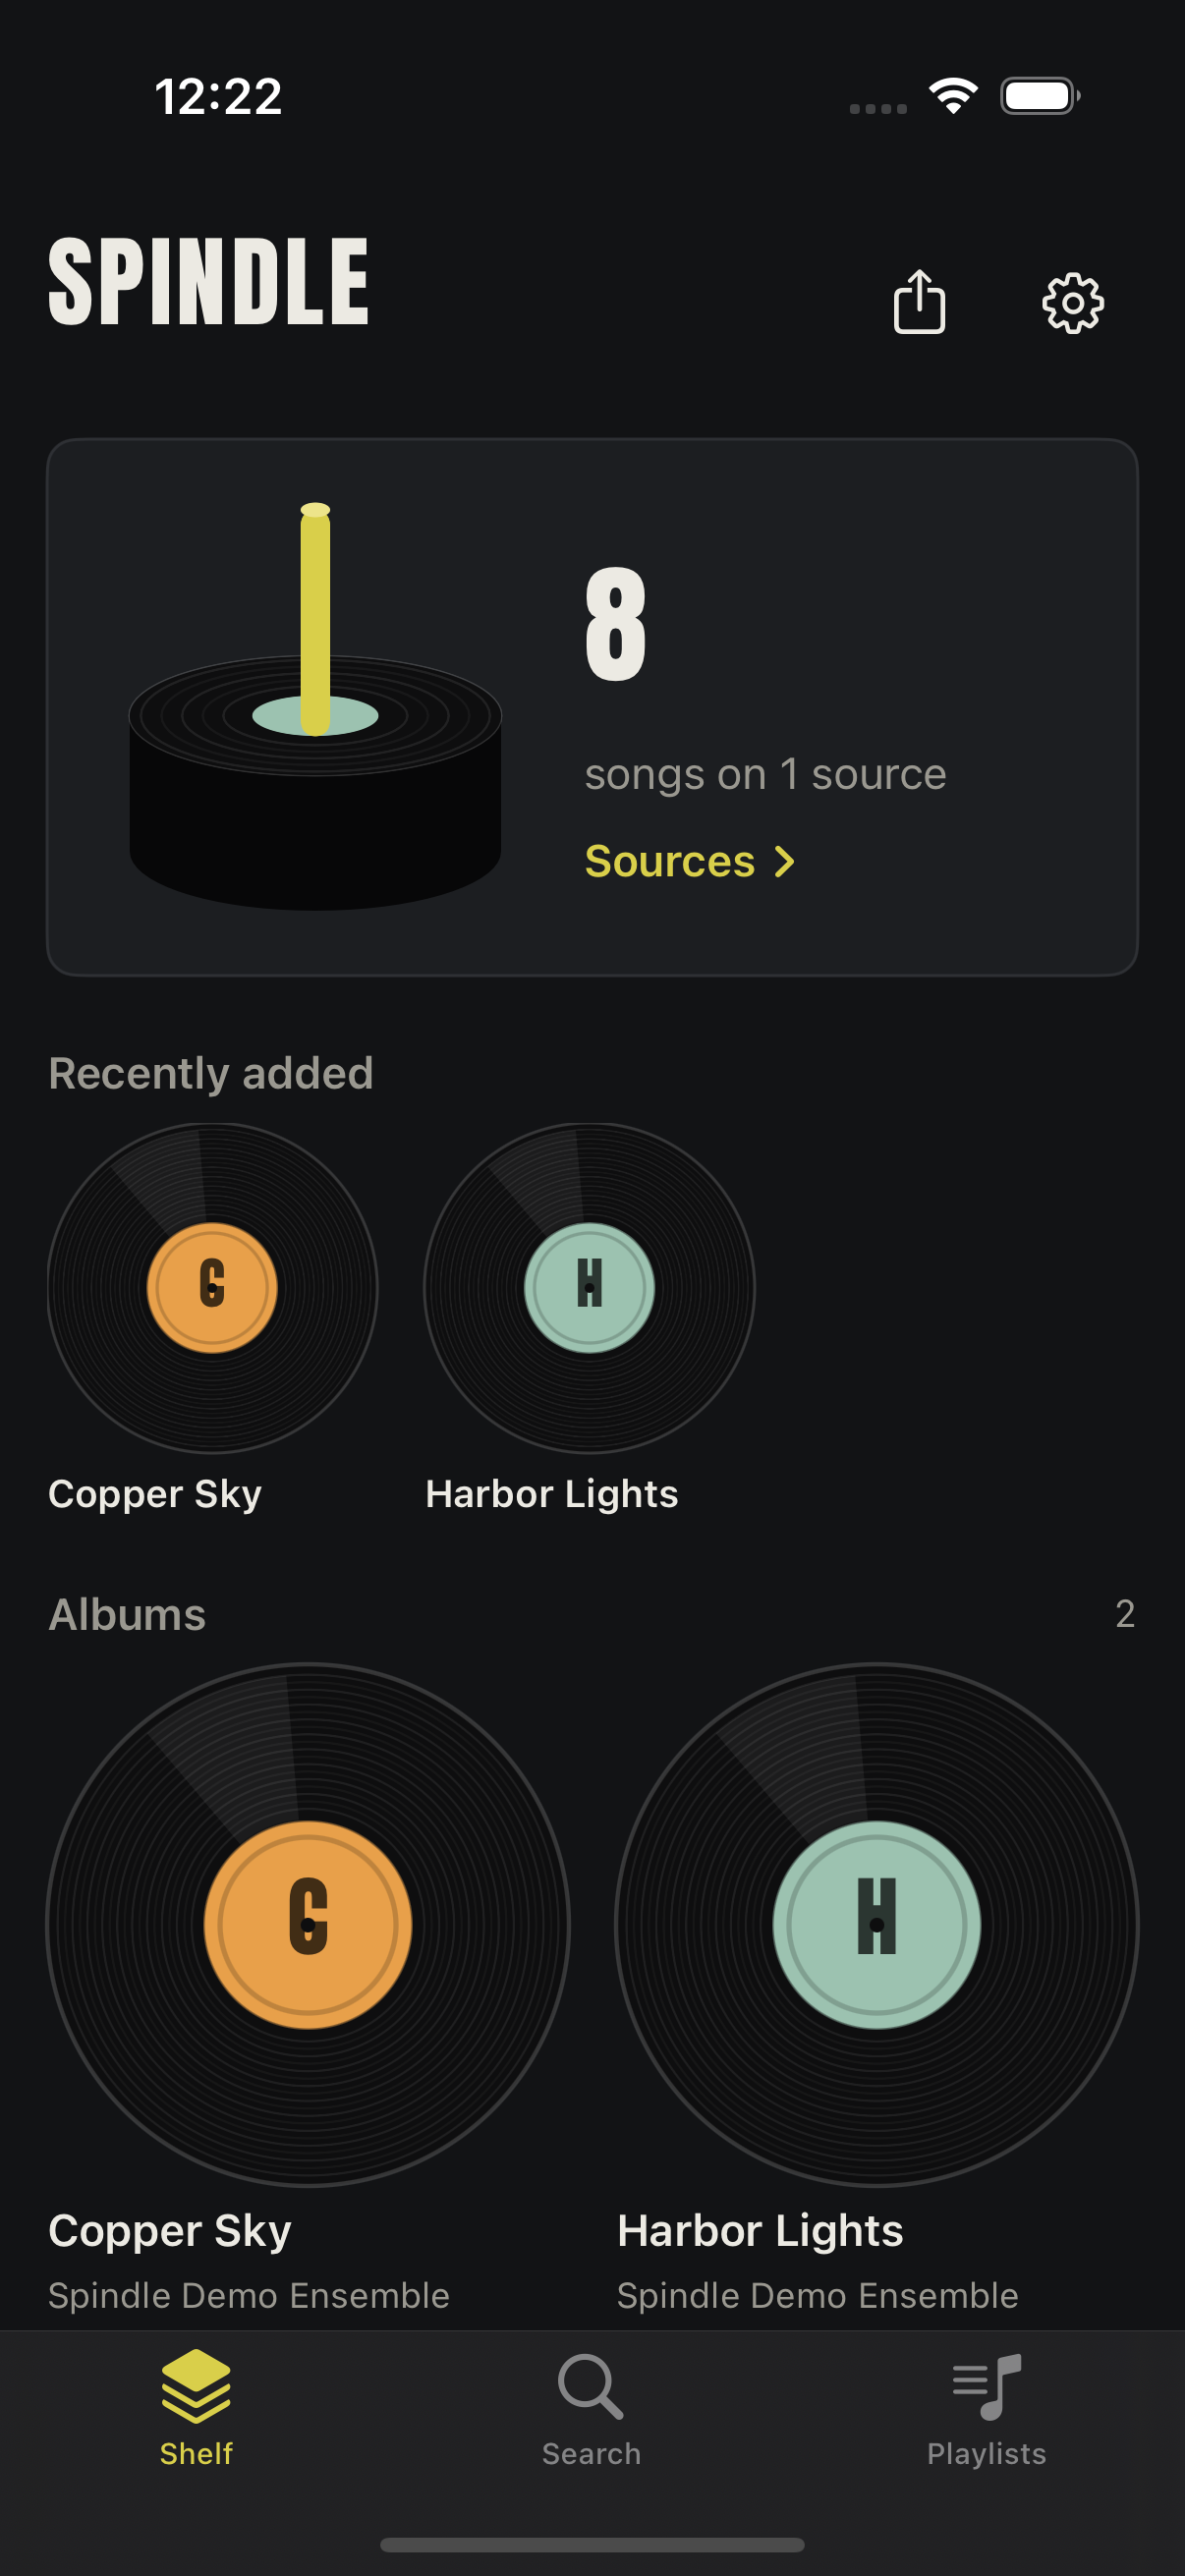 12:22
SPINDLE
8
songs on 1 source
Sources
Recently added
C
H
Copper Sky
Harbor Lights
Albums
2
C
H
Copper Sky
Harbor Lights
Spindle Demo Ensemble
Spindle Demo Ensemble
Shelf
Search
Playlists